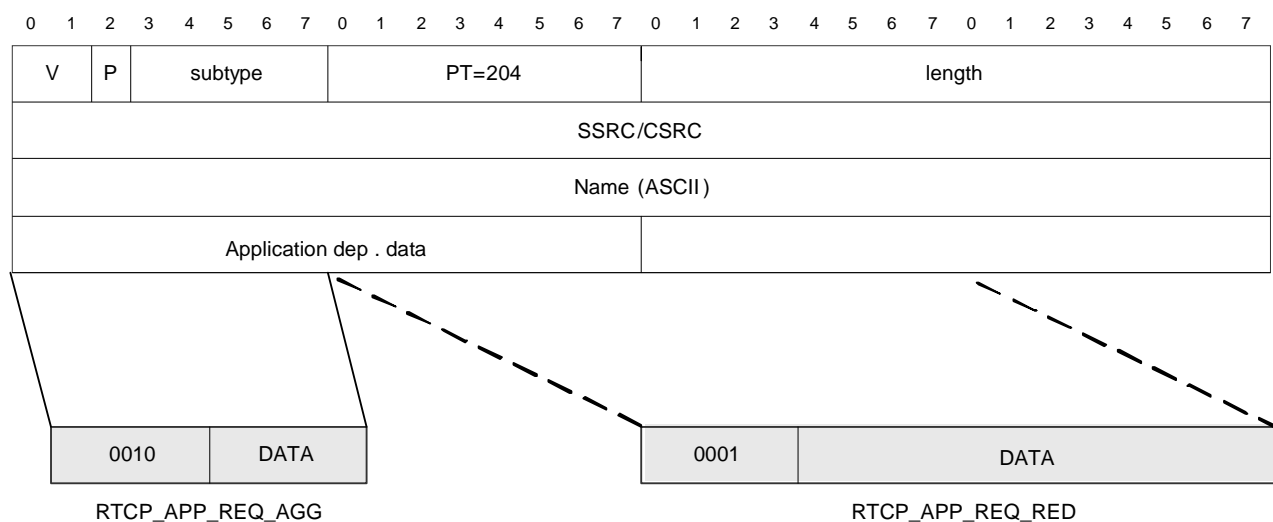 0 1 2 3 4 5 6 7 0 1 2 3 4 5 6 7 0 1 2 3 4 5 6 7 0 1 2 3 4 5 6 7
V P subtype PT=204 length
SSRC/CSRC
Name (ASCII)
Application dep . data
0010 DATA 0001 DATA
RTCP_APP_REQ_AGG RTCP_APP_REQ_RED